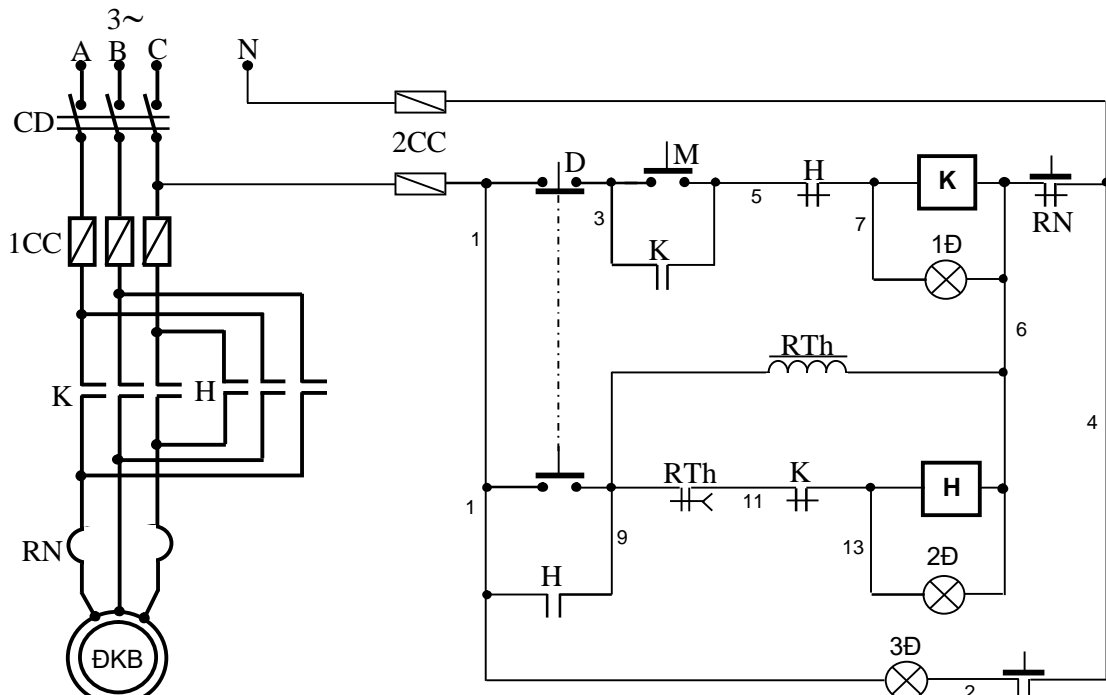 3~
A B C N
CD
2CC
D M H K
RN
1CC
1 3 5 7
K 1Đ
6
RTh
K H
4
RTh K H
1 9 11 13
RN
H 2Đ
ĐKB
3Đ
2